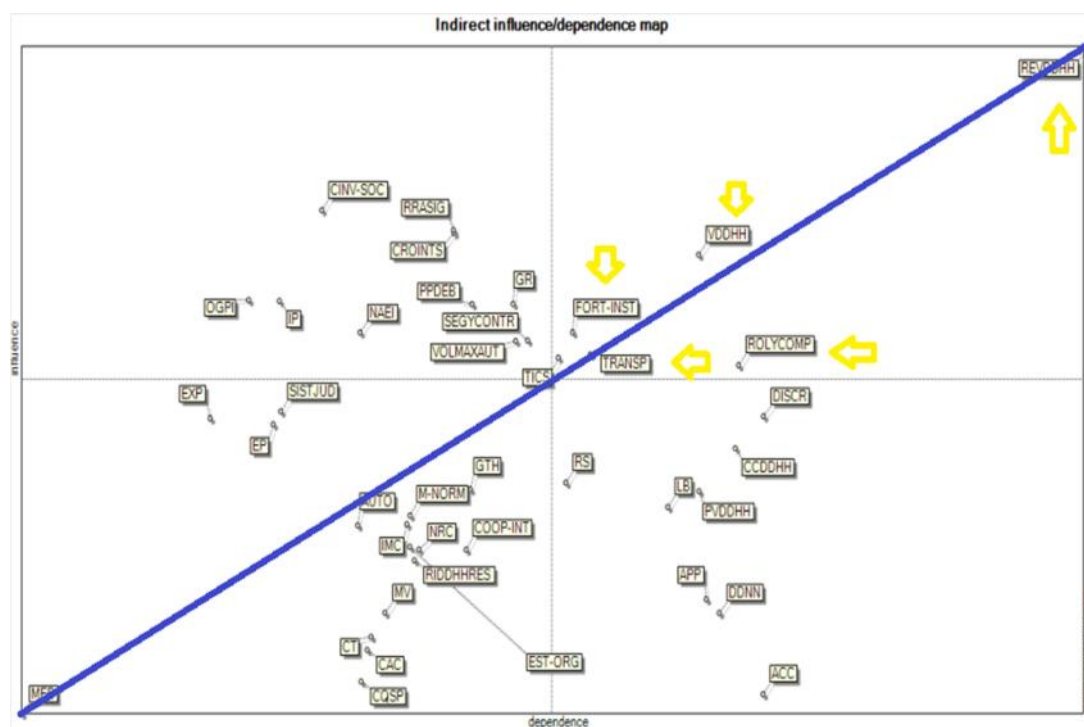 Indirect influence/dependence map
REVDDHH
CINV-SOC
RRASIG
VDDHH
CROINTS
GR
PPDEB
OGPI
IP
NAEI
FORT-INST
SEGYCONTR
ROLYCOMP
VOLMAXAUT
TRANSP
influence
TICS
EXP
SISTJUD
DISCR
EP
GTH
RS
CCDDHH
AUTO
M-NORM
LB
PVDDHH
IMC
NRC
COOP-INT
RIDDHHRES
APP
MV
DDNN
CT
CAC
EST-ORG
ACC
CQSP
dependence